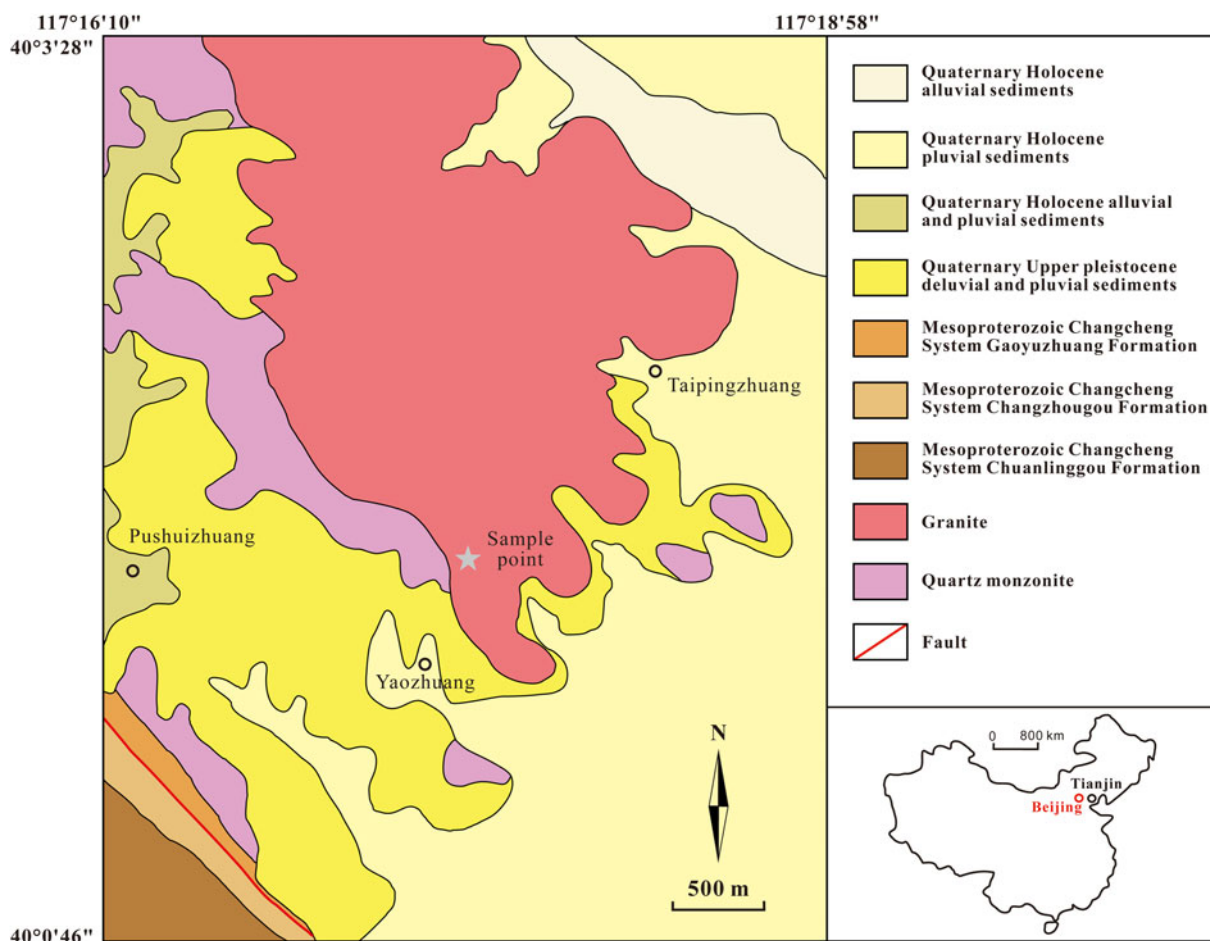 117°16'10"
117°18'58"
40°3'28"
40°0'46"
Taipingzhuang
Pushuizhuang
Sample
point
Yaozhuang
N
500 m
Quaternary Holocene
alluvial sediments
Quaternary Holocene
pluvial sediments
Quaternary Holocene alluvial
and pluvial sediments
Quaternary Upper pleistocene
deluvial and pluvial sediments
Mesoproterozoic Changcheng
System Gaoyuzhuang Formation
Mesoproterozoic Changcheng
System Changzhougou Formation
Mesoproterozoic Changcheng
System Chuanlinggou Formation
Granite
Quartz monzonite
Fault
0 800 km
Tianjin
Beijing